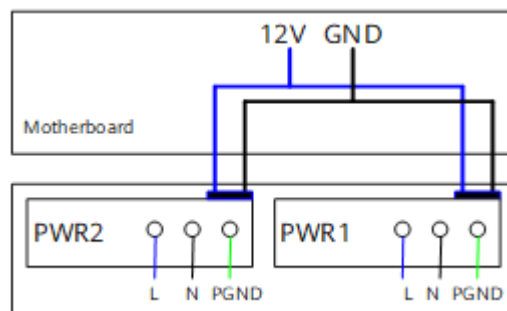 12V GND
Motherboard
PWR2 PWR1
L N PGND L N PGND